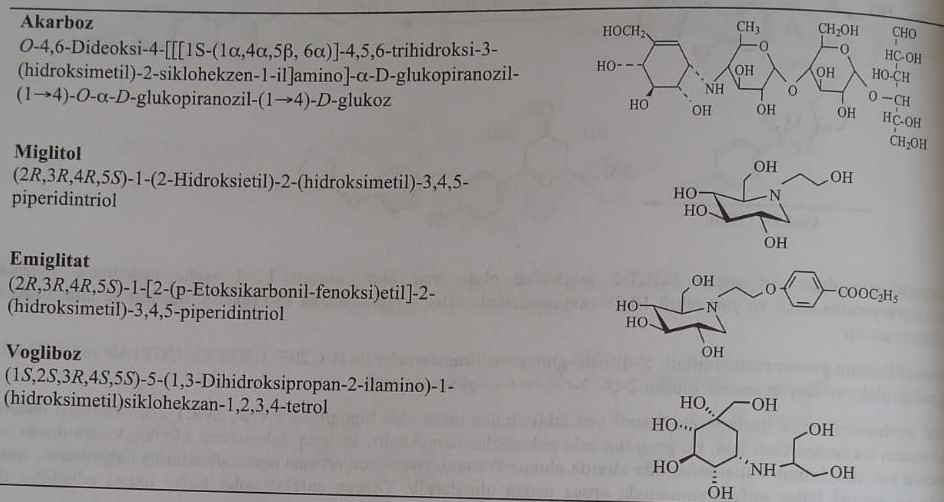 Akarboz
O-4,6-Dideoksi-4-[[[1S-(1α,4α,5β, 6α)]-4,5,6-trihidroksi-3-
(hidroksimetil)-2-siklohekzen-1-il]amino]-α-D-glukopiranozil-
(1→4)-O-α-D-glukopiranozil-(1→4)-D-glukoz
HOCH₂
CH₃
CH₂OH
CHO
HO
O
O
HC-OH
NH
OH
OH
HO-CH
HO
OH
OH
O
OH
O
CH
HC-OH
CH₂OH
Miglitol
(2R,3R,4R,5S)-1-(2-Hidroksietil)-2-(hidroksimetil)-3,4,5-
piperidintriol
OH
OH
HO
N
HO
OH
Emiglitat
(2R,3R,4R,5S)-1-[2-(p-Etoksikarbonil-fenoksi)etil]-2-
(hidroksimetil)-3,4,5-piperidintriol
OH
O
COOC₂H₅
HO
N
HO
OH
Vogliboz
(1S,2S,3R,4S,5S)-5-(1,3-Dihidroksipropan-2-ilamino)-1-
(hidroksimetil)siklohekzan-1,2,3,4-tetrol
HO
OH
HO
OH
HO
NH
OH
OH